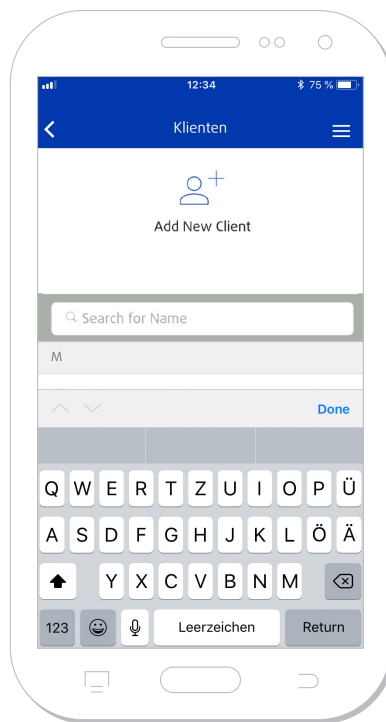 12:34 75 %
Klienten
Add New Client
Search for Name
M
Done
Q W E R T Z U I O P Ü
A S D F G H J K L Ö Ä
Y X C V B N M
123 Leerzeichen Return